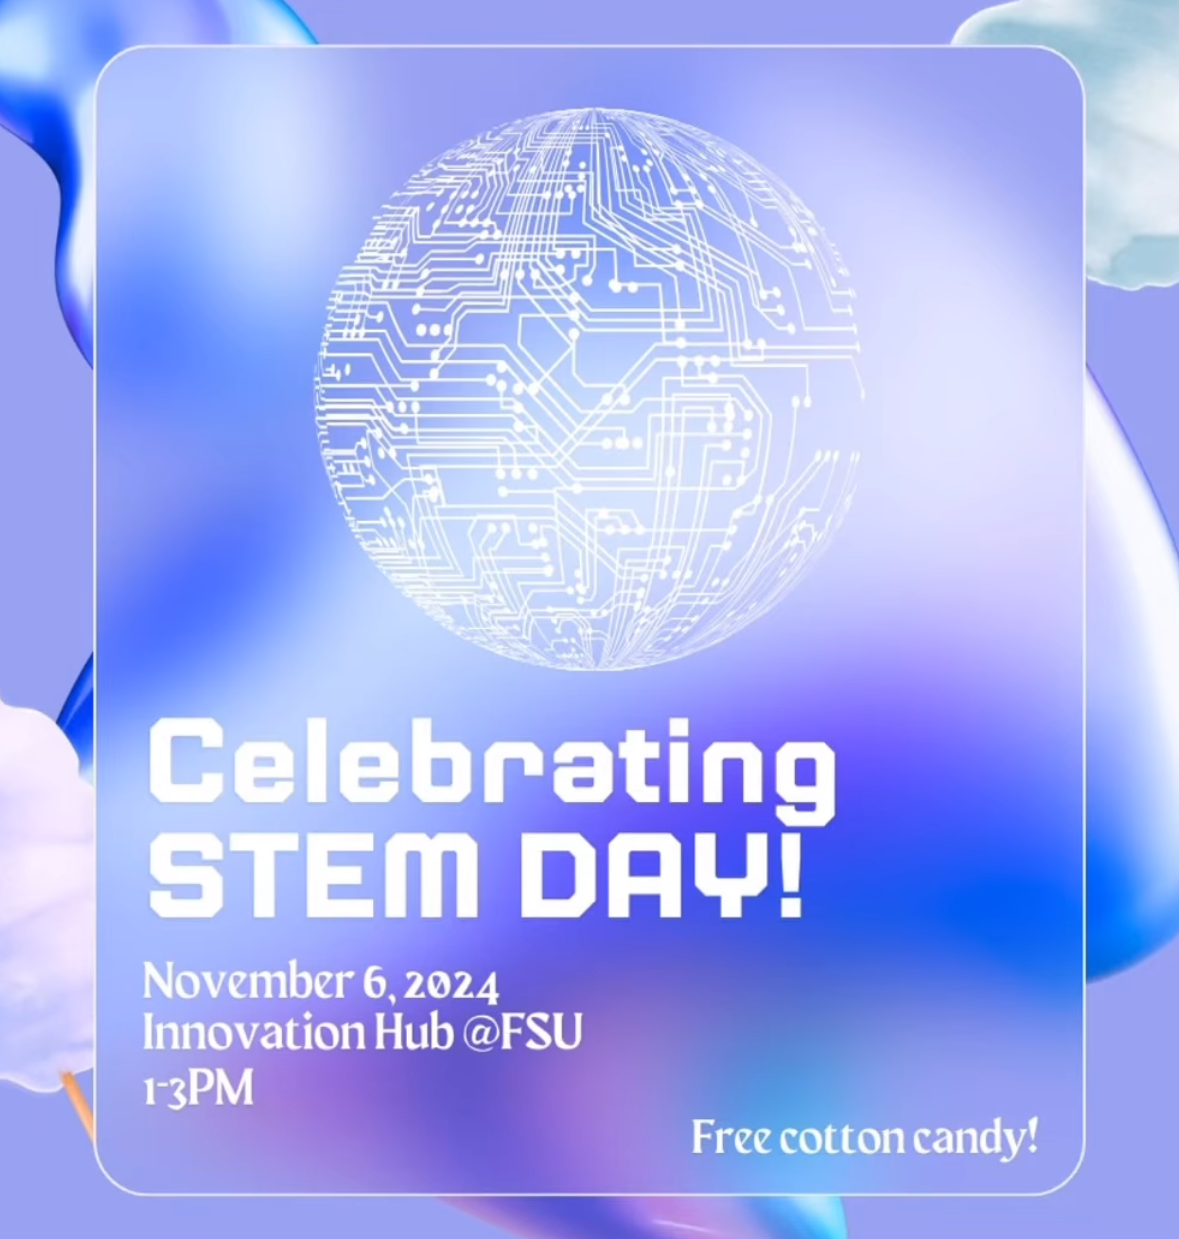 Celebrating
STEM DAY!
November 6, 2024
Innovation Hub @FSU
1-3PM
Free cotton candy!